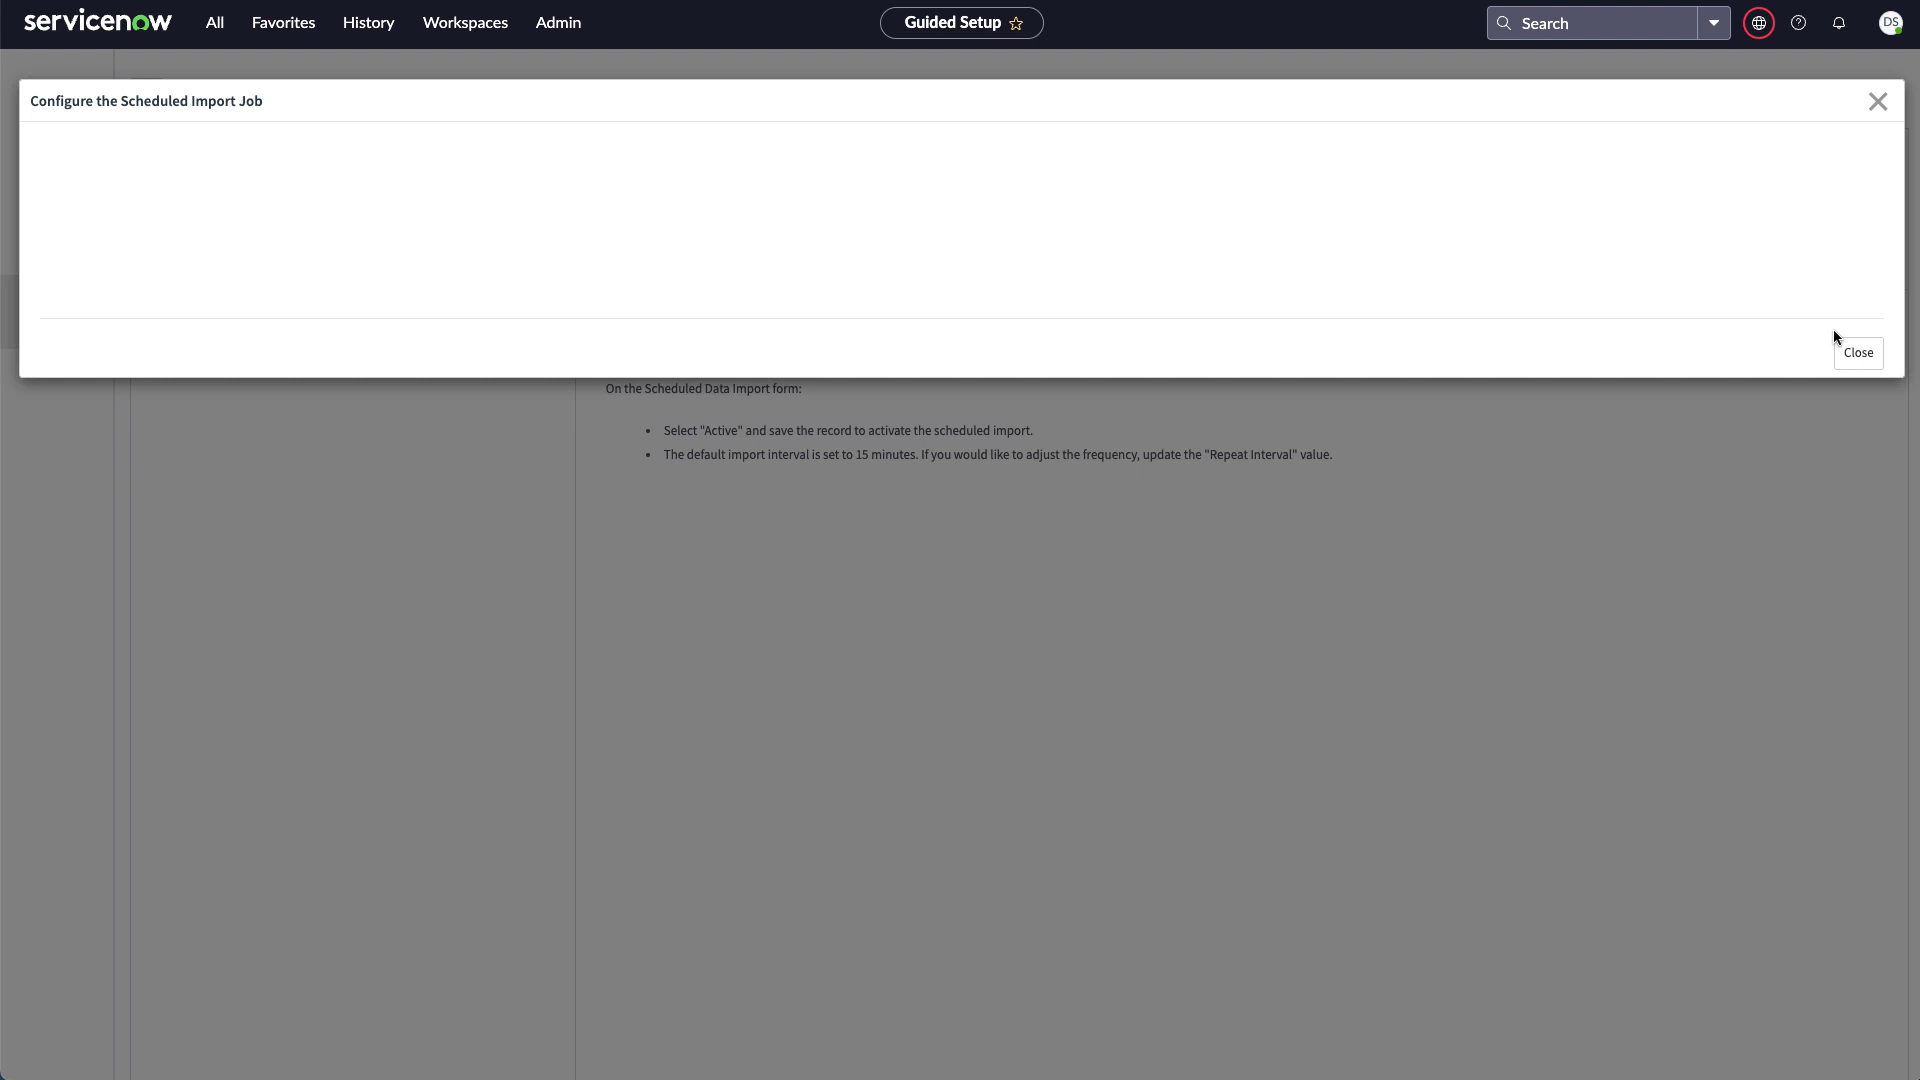 servicenow
All
Favorites
History
Workspaces
Admin
Guided Setup
Search
DS
Configure the Scheduled Import Job
Close
On the Scheduled Data Import form:
• Select "Active" and save the record to activate the scheduled import.
• The default import interval is set to 15 minutes. If you would like to adjust the frequency, update the "Repeat Interval" value.